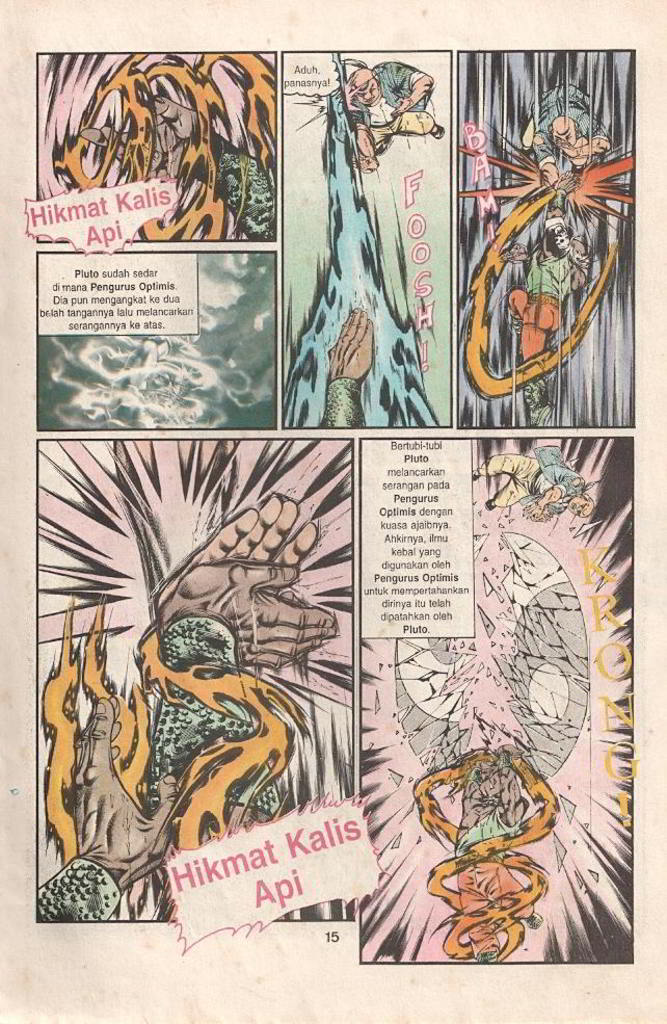 Hikmat Kalis
Api
Pluto sudah sedar
di mana Pengurus Optimis.
Dia pun mengangkat ke dua
belah tangannya lalu melancarkan
serangannya ke atas.
Aduh,
panasnya!
FOOSH!
BAM!
Hikmat Kalis
Api
Bertubi-tubi
Pluto
melancarkan
serangan pada
Pengurus
Optimis dengan
kuasa ajaibnya.
Ahkirnya, ilmu
kebal yang
digunakan oleh
Pengurus Optimis
untuk mempertahankan
dirinya itu telah
dipatahkan oleh
Pluto.
KRONG!
15